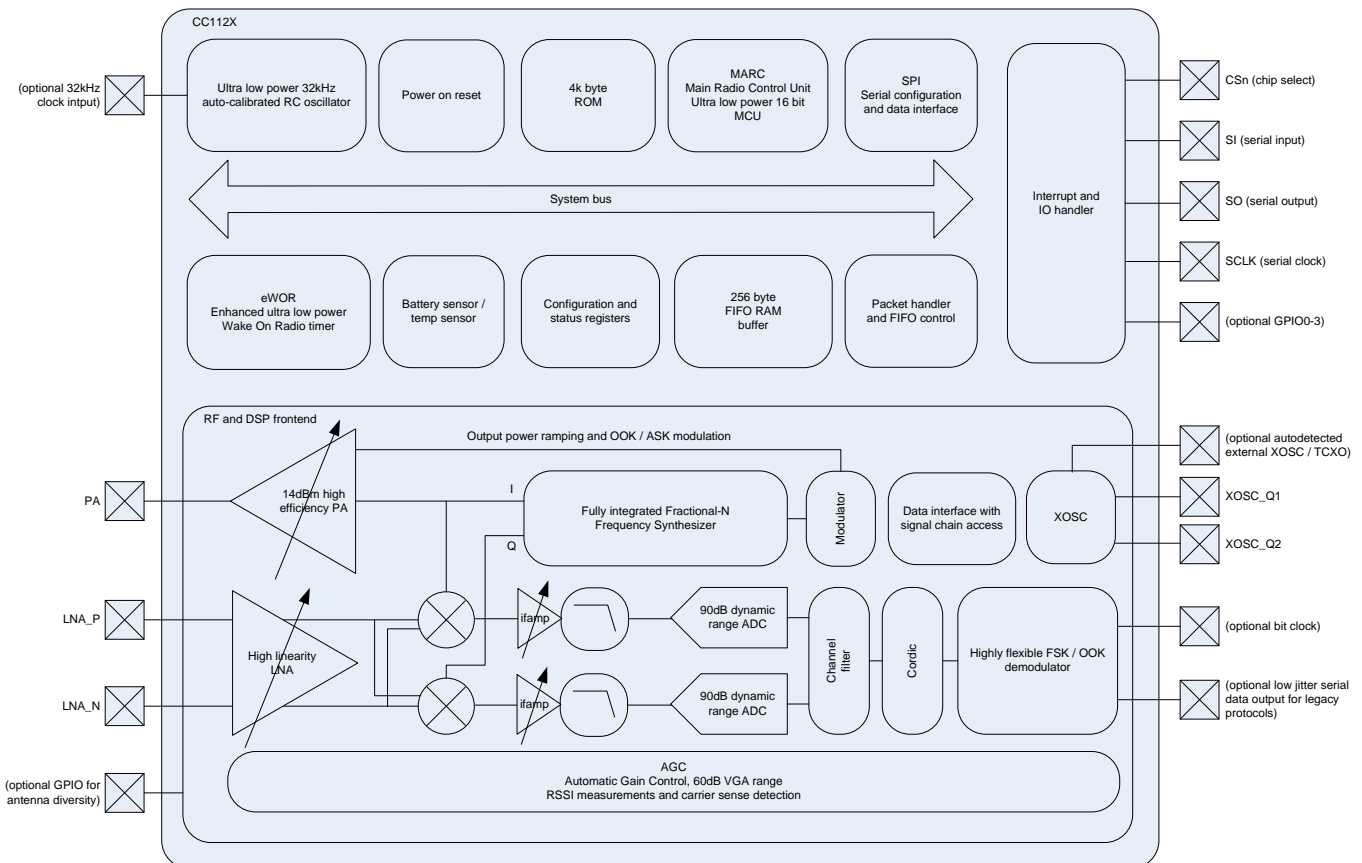 CC112X
(optional 32kHz
clock intput)
Ultra low power 32kHz
auto-calibrated RC oscillator
Power on reset
4k byte
ROM
MARC
Main Radio Control Unit
Ultra low power 16 bit
MCU
SPI
Serial configuration
and data interface
Interrupt and
IO handler
CSn (chip select)
SI (serial input)
SO (serial output)
SCLK (serial clock)
(optional GPIO0-3)
System bus
eWOR
Enhanced ultra low power
Wake On Radio timer
Battery sensor /
temp sensor
Configuration and
status registers
256 byte
FIFO RAM
buffer
Packet handler
and FIFO control
RF and DSP frontend
Output power ramping and OOK / ASK modulation
(optional autodetected
external XOSC / TCXO)
PA
14dBm high
efficiency PA
I
Q
Fully integrated Fractional-N
Frequency Synthesizer
Modulator
Data interface with
signal chain access
XOSC
XOSC_Q1
XOSC_Q2
LNA_P
LNA_N
High linearity
LNA
ifamp
90dB dynamic
range ADC
ifamp
90dB dynamic
range ADC
Channel
filter
Cordic
Highly flexible FSK / OOK
demodulator
(optional bit clock)
(optional low jitter serial
data output for legacy
protocols)
(optional GPIO for
antenna diversity)
AGC
Automatic Gain Control, 60dB VGA range
RSSI measurements and carrier sense detection